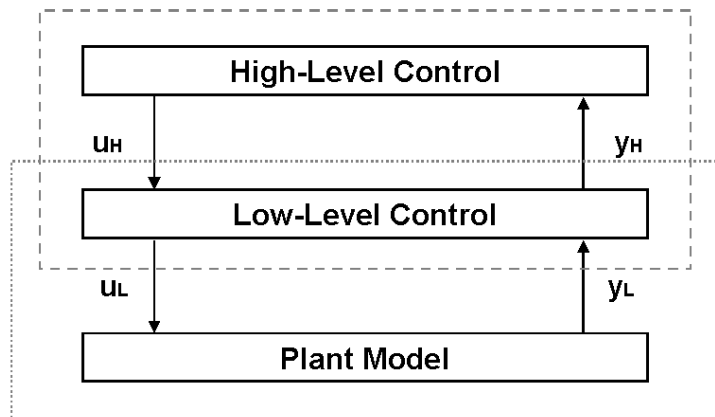 High-Level Control
uH yH
Low-Level Control
uL yL
Plant Model